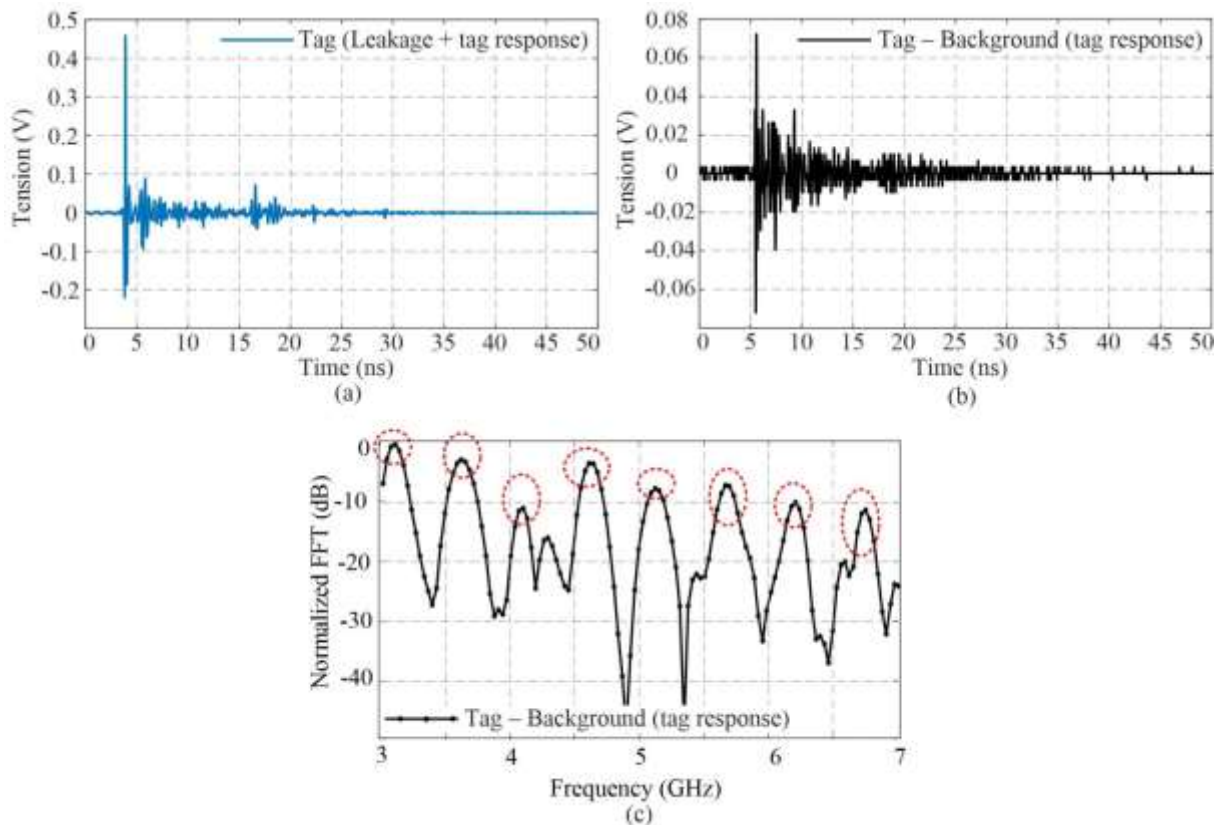 0.5
0.4
0.3
0.2
0.1
0
-0.1
-0.2
Tension (V)
Tag (Leakage + tag response)
0 5 10 15 20 25 30 35 40 45 50
Time (ns)
(a)
0.08
0.06
0.04
0.02
0
-0.02
-0.04
-0.06
Tension (V)
Tag – Background (tag response)
0 5 10 15 20 25 30 35 40 45 50
Time (ns)
(b)
0
-10
-20
-30
-40
Normalized FFT (dB)
Tag – Background (tag response)
3 4 5 6 7
Frequency (GHz)
(c)